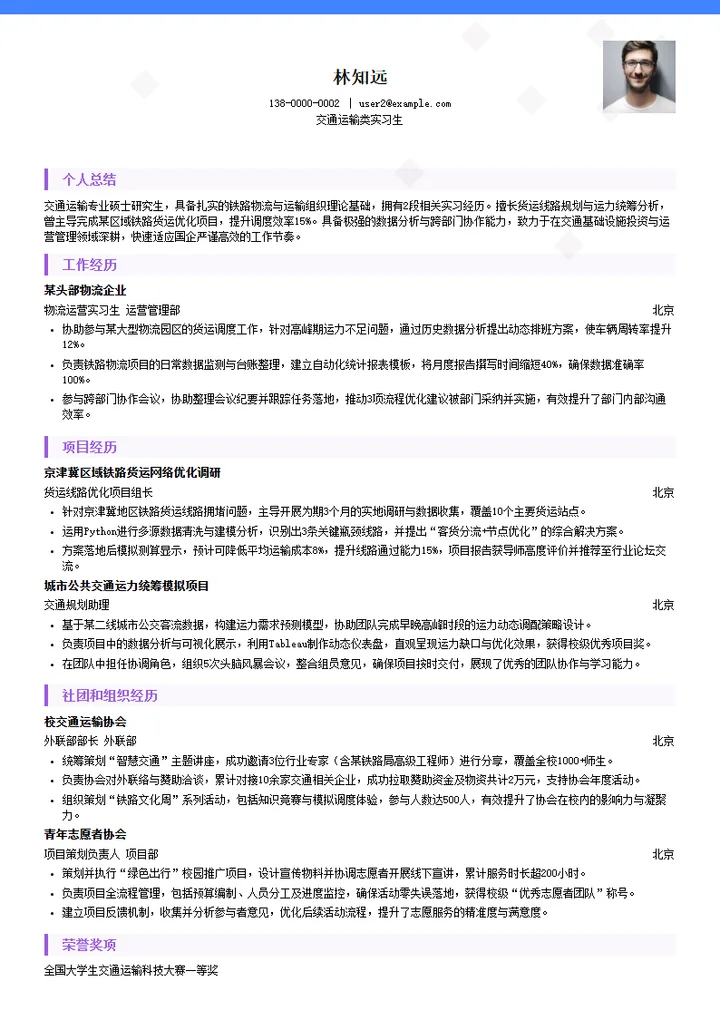 林知远
138-0000-0002 | user2@example.com
交通运输类实习生
个人总结
交通运输专业硕士研究生，具备扎实的铁路物流与运输组织理论基础，拥有2段相关实习经历。擅长货运线路规划与运力统筹分析，
曾主导完成某区域铁路货运优化项目，提升调度效率15%。具备极强的数据分析与跨部门协作能力，致力于在交通基础设施投资与运
营管理领域深耕，快速适应国企严谨高效的工作节奏。
工作经历
某头部物流企业
物流运营实习生 运营管理部 北京
• 协助参与某大型物流园区的货运调度工作，针对高峰期运力不足问题，通过历史数据分析提出动态排班方案，使车辆周转率提升
12%。
• 负责铁路物流项目的日常数据监测与台账整理，建立自动化统计报表模板，将月度报告撰写时间缩短40%，确保数据准确率
100%。
• 参与跨部门协作会议，协助整理会议纪要并跟踪任务落地，推动3项流程优化建议被部门采纳并实施，有效提升了部门内部沟通
效率。
项目经历
京津冀区域铁路货运网络优化调研
货运线路优化项目组长 北京
• 针对京津冀地区铁路货运线路拥堵问题，主导开展为期3个月的实地调研与数据收集，覆盖10个主要货运站点。
• 运用Python进行多源数据清洗与建模分析，识别出3条关键瓶颈线路，并提出“客货分流+节点优化”的综合解决方案。
• 方案落地后模拟测算显示，预计可降低平均运输成本8%，提升线路通过能力15%，项目报告获导师高度评价并推荐至行业论坛交
流。
城市公共交通运力统筹模拟项目
交通规划助理 北京
• 基于某二线城市公交客流数据，构建运力需求预测模型，协助团队完成早晚高峰时段的运力动态调配策略设计。
• 负责项目中的数据分析与可视化展示，利用Tableau制作动态仪表盘，直观呈现运力缺口与优化效果，获得校级优秀项目奖。
• 在团队中担任协调角色，组织5次头脑风暴会议，整合组员意见，确保项目按时交付，展现了优秀的团队协作与学习能力。
社团和组织经历
校交通运输协会
外联部部长 外联部 北京
• 统筹策划“智慧交通”主题讲座，成功邀请3位行业专家（含某铁路局高级工程师）进行分享，覆盖全校1000+师生。
• 负责协会对外联络与赞助洽谈，累计对接10余家交通相关企业，成功拉取赞助资金及物资共计2万元，支持协会年度活动。
• 组织策划“铁路文化周”系列活动，包括知识竞赛与模拟调度体验，参与人数达500人，有效提升了协会在校内的影响力与凝聚
力。
青年志愿者协会
项目策划负责人 项目部 北京
• 策划并执行“绿色出行”校园推广项目，设计宣传物料并协调志愿者开展线下宣讲，累计服务时长超200小时。
• 负责项目全流程管理，包括预算编制、人员分工及进度监控，确保活动零失误落地，获得校级“优秀志愿者团队”称号。
• 建立项目反馈机制，收集并分析参与者意见，优化后续活动流程，提升了志愿服务的精准度与满意度。
荣誉奖项
全国大学生交通运输科技大赛一等奖